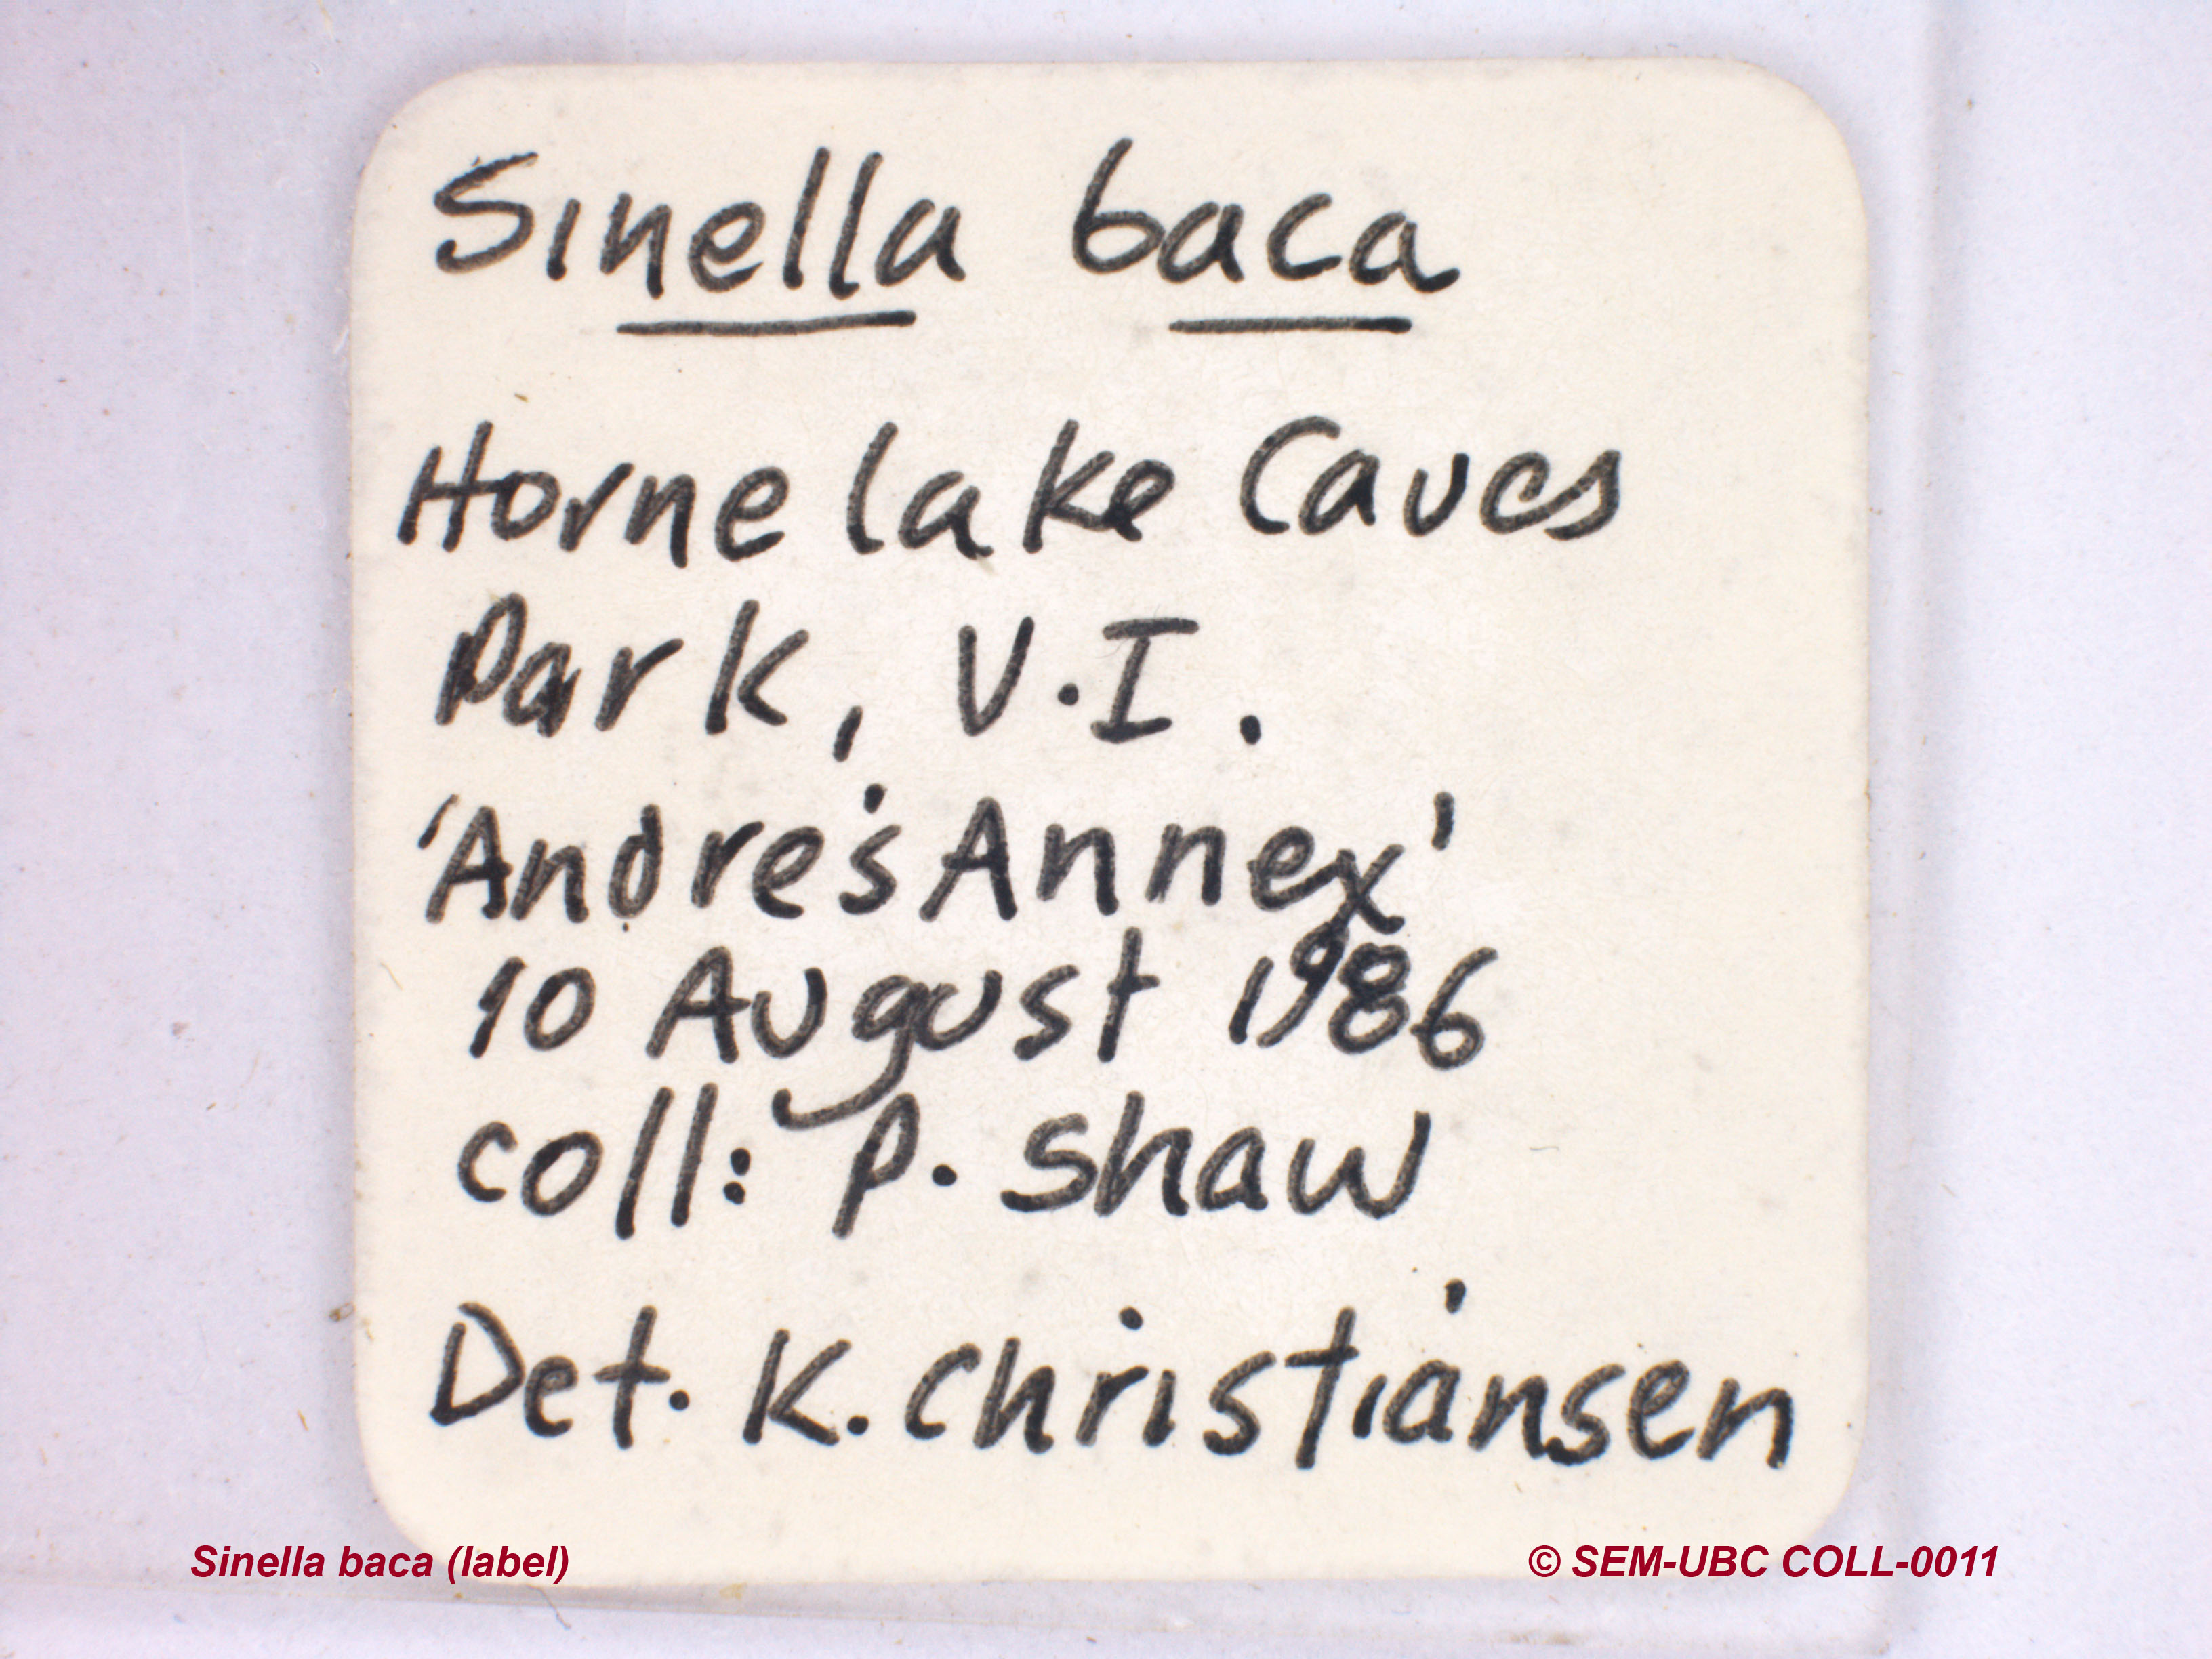 Sinella baca
Horne lake Caves
Park, V.I.
'Andre's Annex'
10 August 1986
coll: P. Shaw
Det. K. Christiansen
Sinella baca (label)
© SEM-UBC COLL-0011